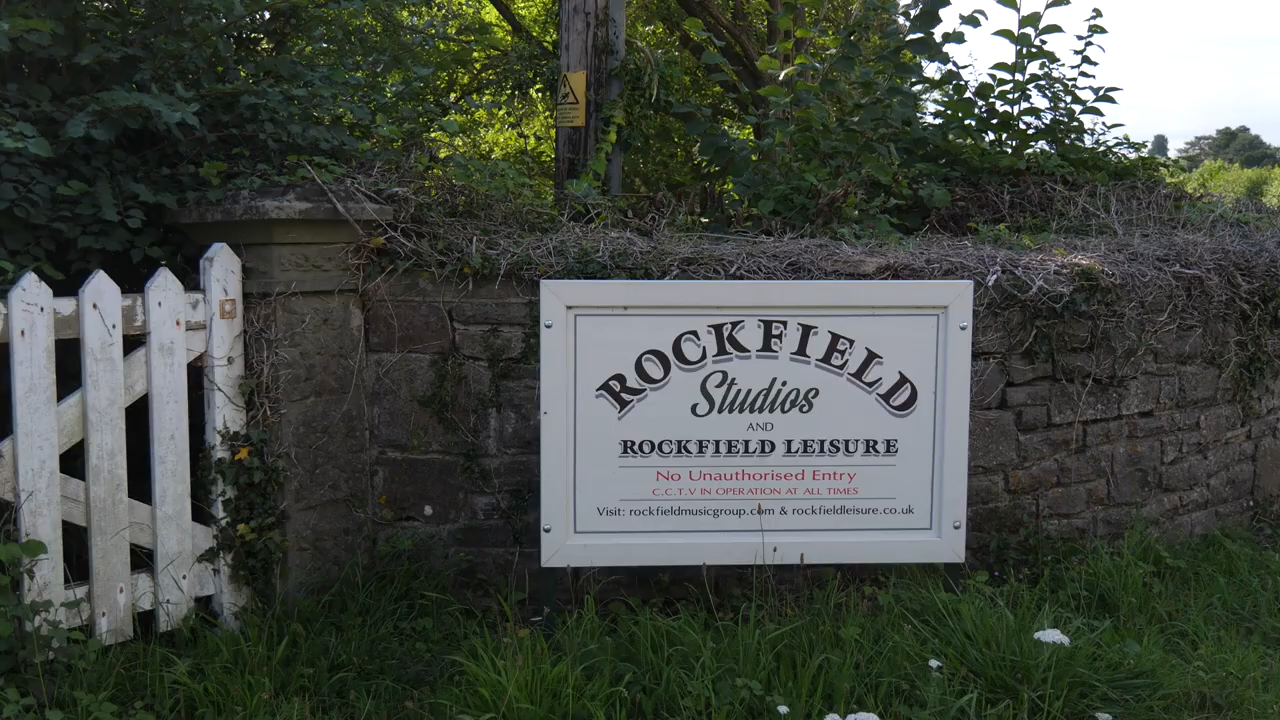 ROCKFIELD
Studios
AND
ROCKFIELD LEISURE
No Unauthorised Entry
C.C.T.V IN OPERATION AT ALL TIMES
Visit: rockfieldmusicgroup.com & rockfieldleisure.co.uk